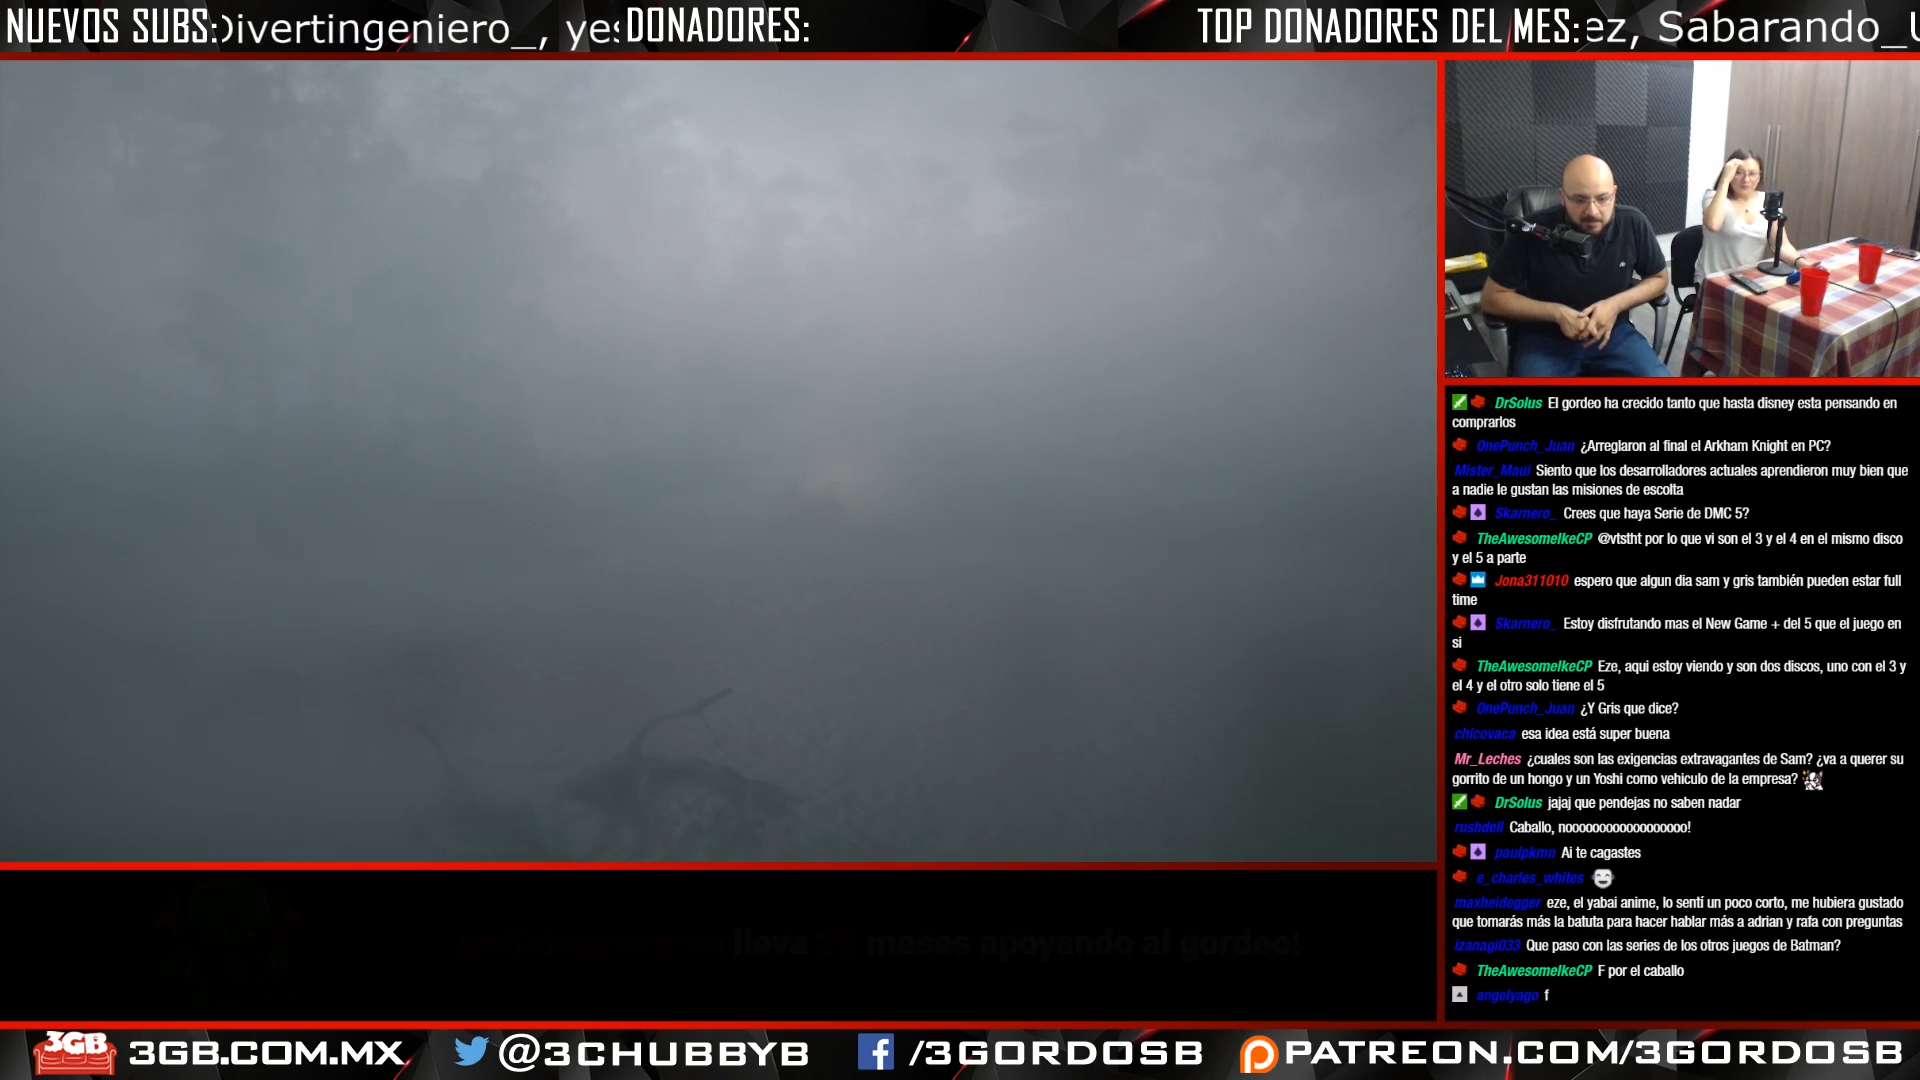 NUEVOS SUBS:
Divertingeniero_, yes
DONADORES:
TOP DONADORES DEL MES:
ez, Sabarando_U
DrSolus El gordeo ha crecido tanto que hasta disney esta pensando en
comprarlos
OnePunch_Juan ¿Arreglaron al final el Arkham Knight en PC?
Mister_Maui Siento que los desarrolladores actuales aprendieron muy bien que
a nadie le gustan las misiones de escolta
Skarnero_ Crees que haya Serie de DMC 5?
TheAwesomeIkeCP @vtstht por lo que vi son el 3 y el 4 en el mismo disco
y el 5 a parte
Jona311010 espero que algun dia sam y gris también pueden estar full
time
Skarnero_ Estoy disfrutando mas el New Game + del 5 que el juego en
si
TheAwesomeIkeCP Eze, aqui estoy viendo y son dos discos, uno con el 3 y
el 4 y el otro solo tiene el 5
OnePunch_Juan ¿Y Gris que dice?
chicovaca esa idea está super buena
Mr_Leches ¿cuales son las exigencias extravagantes de Sam? ¿va a querer su
gorrito de un hongo y un Yoshi como vehiculo de la empresa?
DrSolus jajaj que pendejas no saben nadar
rushdell Caballo, noooooooooooooooooo!
paulpkmn Ai te cagastes
e_charles_whites
maxheidegger eze, el yabai anime, lo sentí un poco corto, me hubiera gustado
que tomarás más la batuta para hacer hablar más a adrian y rafa con preguntas
izanagi033 Que paso con las series de los otros juegos de Batman?
TheAwesomeIkeCP F por el caballo
angelyago f
lleva meses apoyando al gordeo!
3GB 3GB.COM.MX @3CHUBBYB /3GORDOSB PATREON.COM/3GORDOSB